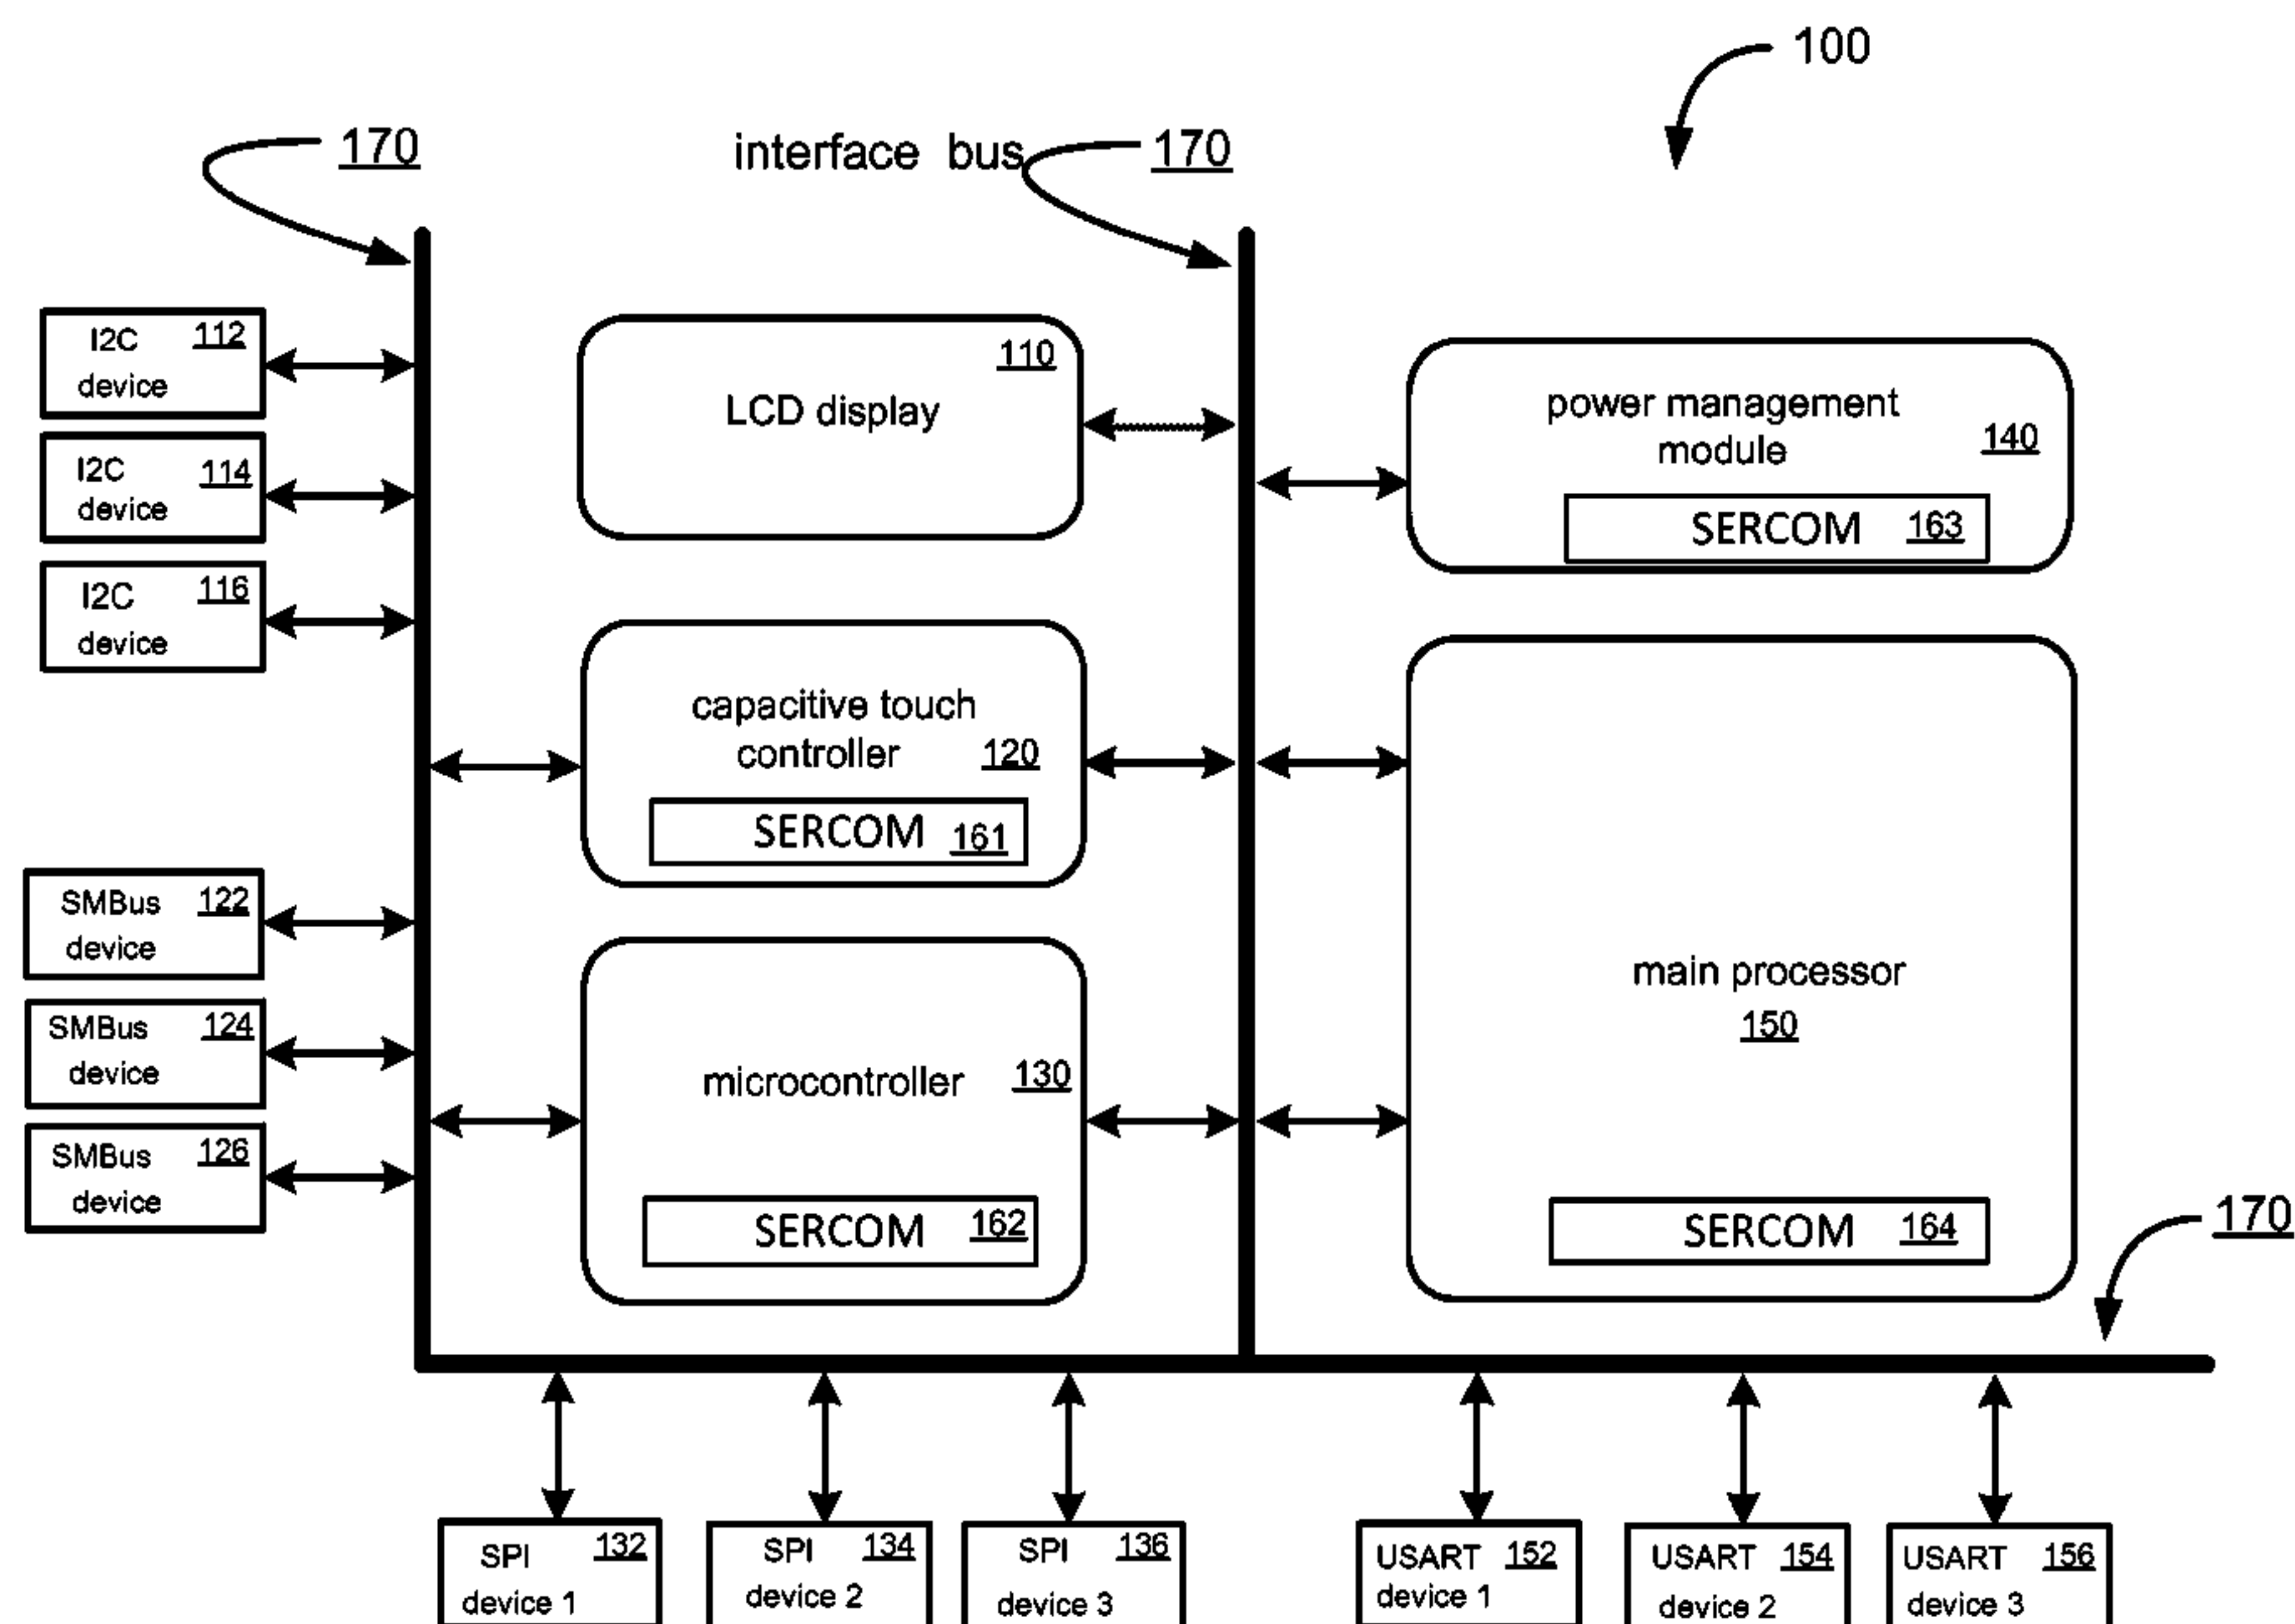 100
170
interface bus
170
I2C 112
device
I2C 114
device
I2C 116
device
SMBus 122
device
SMBus 124
device
SMBus 126
device
110
LCD display
capacitive touch
controller 120
SERCOM 161
microcontroller 130
SERCOM 162
power management
module 140
SERCOM 163
main processor
150
SERCOM 164
170
SPI 132
device 1
SPI 134
device 2
SPI 136
device 3
USART 152
device 1
USART 154
device 2
USART 156
device 3